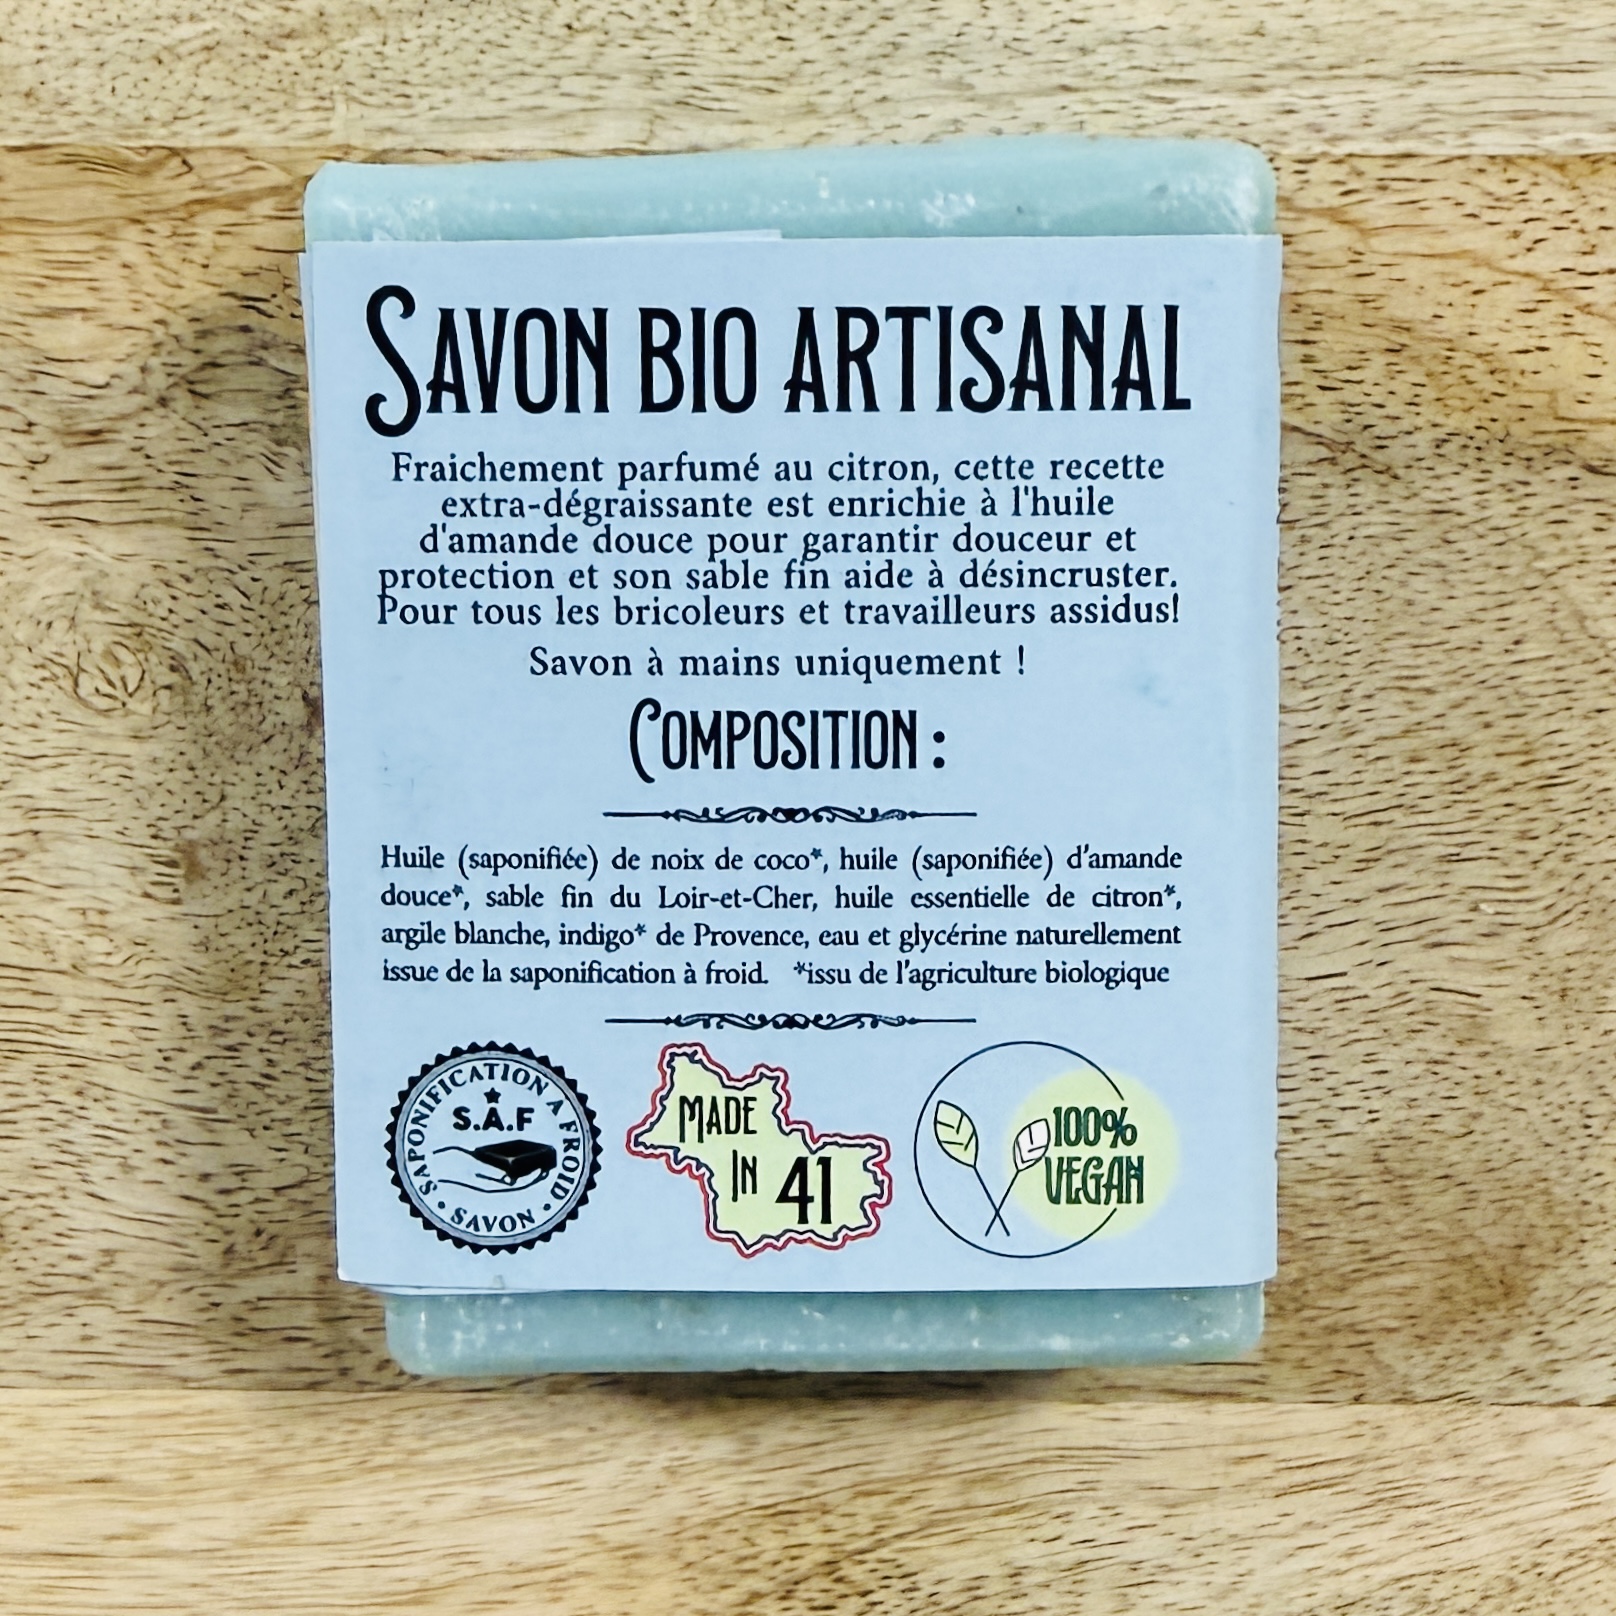 SAVON BIO ARTISANAL
Fraichement parfumé au citron, cette recette
extra-dégraissante est enrichie à l'huile
d'amande douce pour garantir douceur et
protection et son sable fin aide à désincruster.
Pour tous les bricoleurs et travailleurs assidus!
Savon à mains uniquement !
COMPOSITION :
Huile (saponifiée) de noix de coco*, huile (saponifiée) d'amande
douce*, sable fin du Loir-et-Cher, huile essentielle de citron*,
argile blanche, indigo* de Provence, eau et glycérine naturellement
issue de la saponification à froid. *issu de l'agriculture biologique
SAPONIFICATION A FROID
S.A.F
SAVON
MADE
IN 41
100%
VEGAN